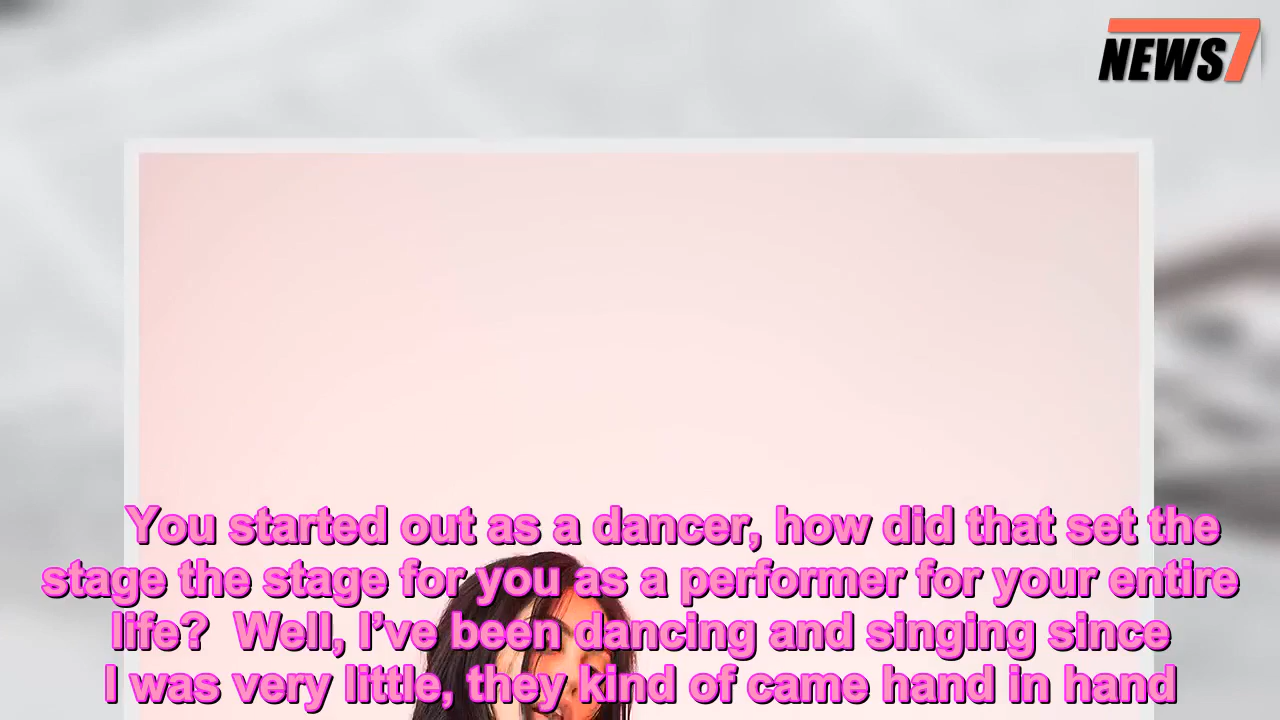 NEWS7
You started out as a dancer, how did that set the
stage the stage for you as a performer for your entire
life?  Well, I’ve been dancing and singing since
I was very little, they kind of came hand in hand